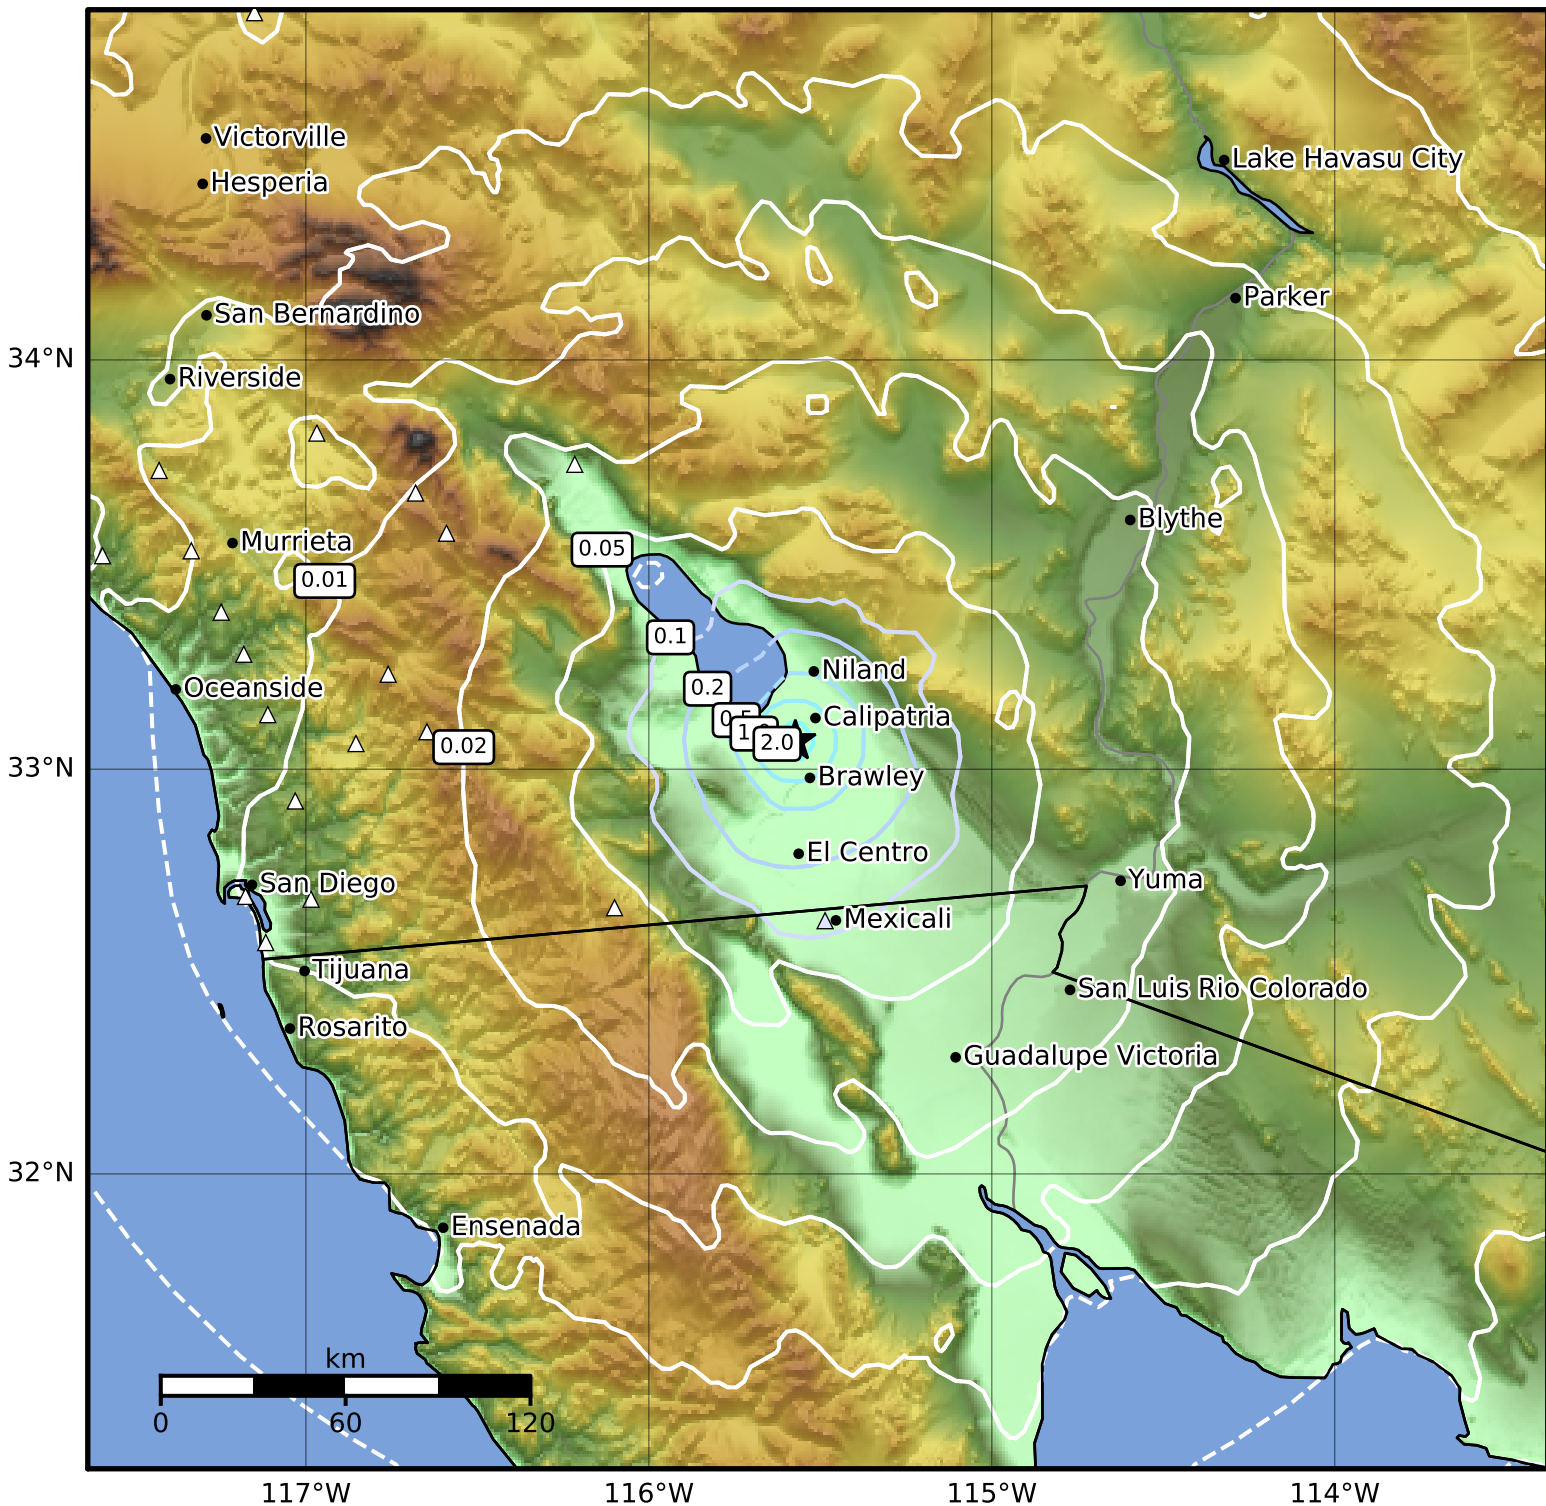 Victorville
Lake Havasu City
Hesperia
Parker
San Bernardino
34°N
Riverside
Blythe
Murrieta
0.05
0.01
0.1
Niland
Oceanside
0.2
Calipatria
0.02
2.0
33°N
Brawley
El Centro
Yuma
San Diego
Mexicali
Tijuana
San Luis Rio Colorado
Rosarito
Guadalupe Victoria
32°N
Ensenada
km
0 60 120
117°W 116°W 115°W 114°W